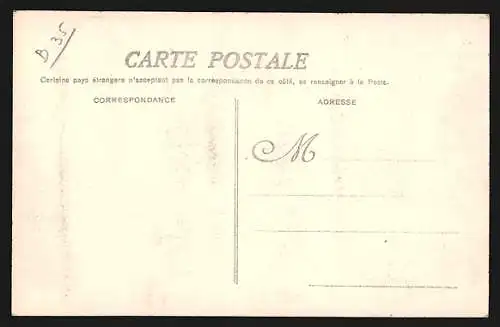 B 35
CARTE POSTALE
Certains pays étrangers n'acceptant pas la correspondance de ce côté, se renseigner à la Poste.
CORRESPONDANCE
ADRESSE
M